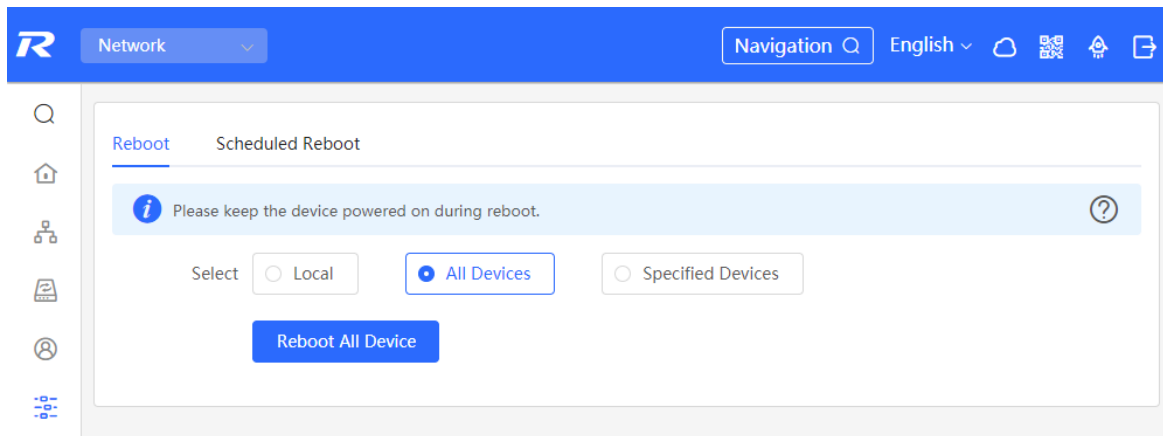 R Network Navigation English
Reboot Scheduled Reboot
i Please keep the device powered on during reboot. ?
Select Local All Devices Specified Devices
Reboot All Device